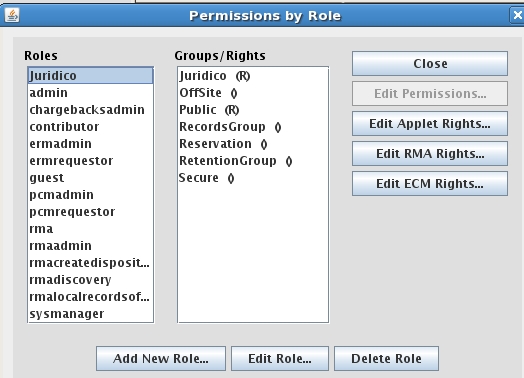 Permissions by Role
Roles
Juridico
admin
chargebacksadmin
contributor
ermadmin
ermrequestor
guest
pcmadmin
pcmrequestor
rma
rmaadmin
rmacreatedisposit...
rmadiscovery
rmalocalrecordsof...
sysmanager
Groups/Rights
Juridico (R)
OffSite ()
Public (R)
RecordsGroup ()
Reservation ()
RetentionGroup ()
Secure ()
Close
Edit Permissions...
Edit Applet Rights...
Edit RMA Rights...
Edit ECM Rights...
Add New Role...
Edit Role...
Delete Role